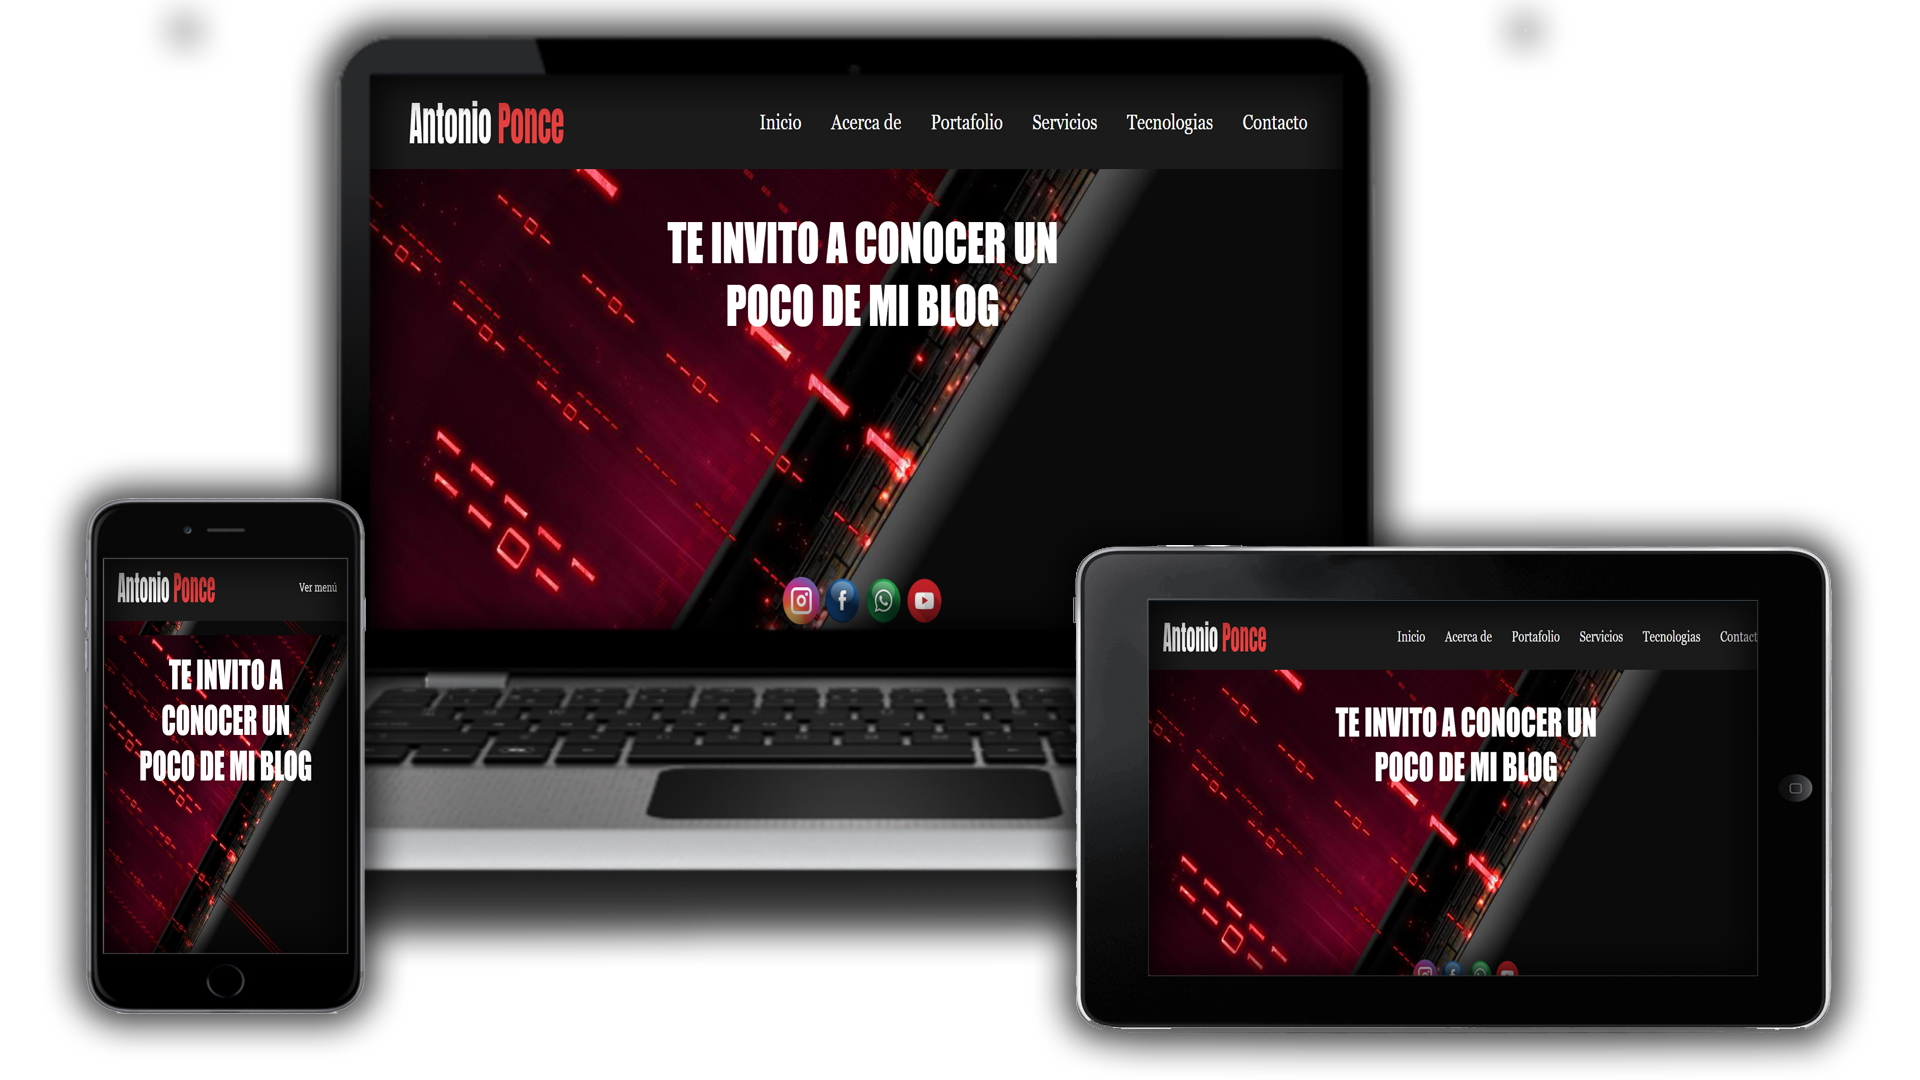 Antonio Ponce
Inicio Acerca de Portafolio Servicios Tecnologias Contacto
TE INVITO A CONOCER UN
POCO DE MI BLOG
Antonio Ponce
Ver menú
TE INVITO A
CONOCER UN
POCO DE MI BLOG
Antonio Ponce
Inicio Acerca de Portafolio Servicios Tecnologias Contact
TE INVITO A CONOCER UN
POCO DE MI BLOG